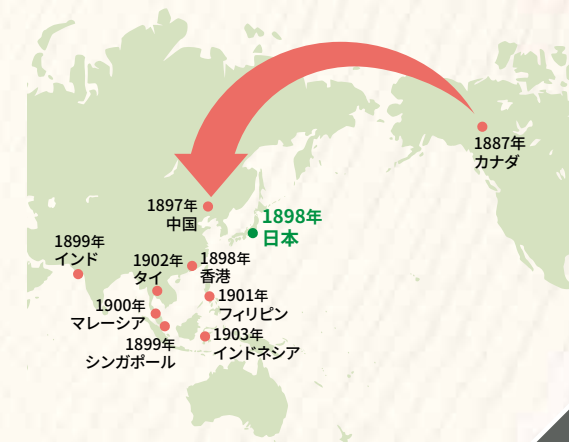 1887年
カナダ
1897年
中国
1898年
日本
1899年
インド
1902年
タイ
1898年
香港
1900年
マレーシア
1901年
フィリピン
1899年
シンガポール
1903年
インドネシア